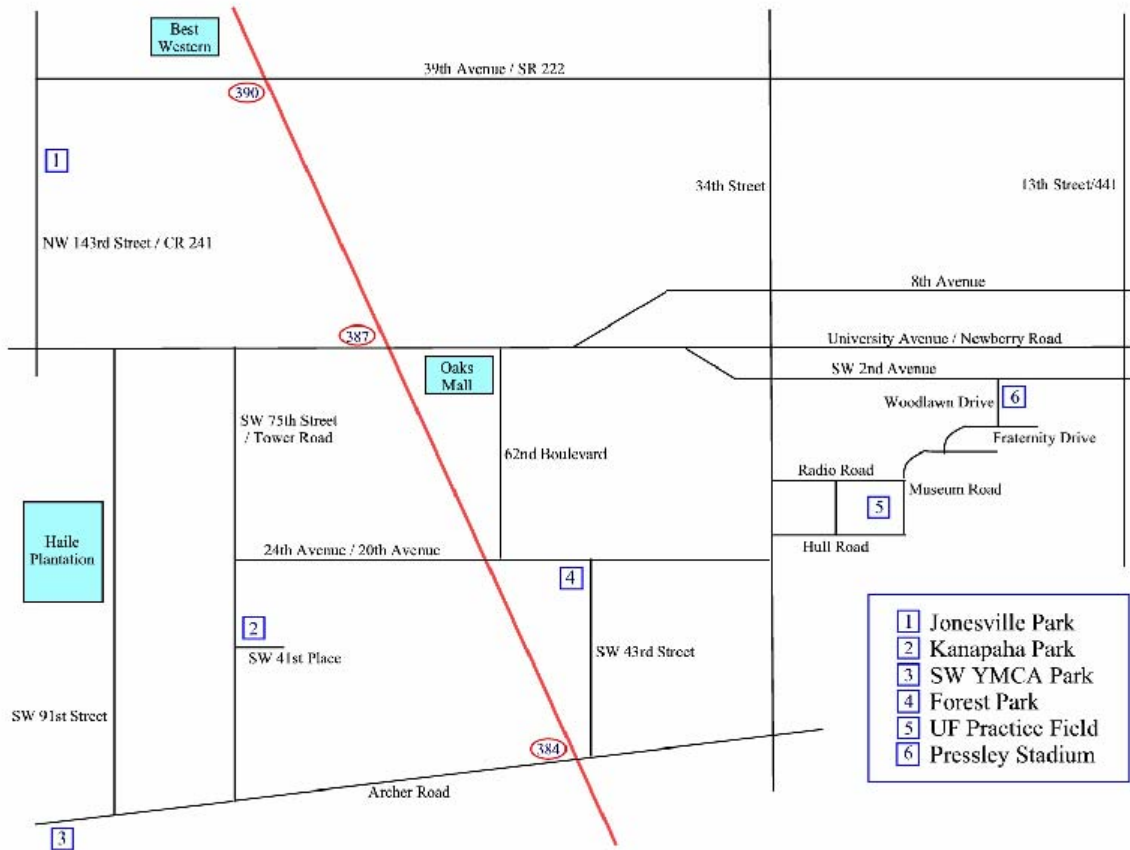 Best
Western
39th Avenue / SR 222
390
1
34th Street
13th Street/441
NW 143rd Street / CR 241
8th Avenue
387
University Avenue / Newberry Road
Oaks
Mall
SW 2nd Avenue
Woodlawn Drive
6
SW 75th Street
/ Tower Road
Fraternity Drive
62nd Boulevard
Radio Road
Museum Road
5
Haile
Plantation
Hull Road
24th Avenue / 20th Avenue
4
2
SW 41st Place
SW 43rd Street
SW 91st Street
384
Archer Road
3
1 Jonesville Park
2 Kanapaha Park
3 SW YMCA Park
4 Forest Park
5 UF Practice Field
6 Pressley Stadium